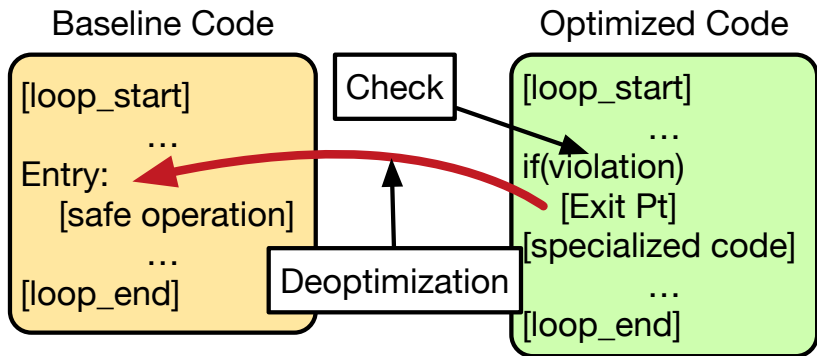 Baseline Code
[loop_start]
...
Entry:
[safe operation]
...
[loop_end]
Check
Deoptimization
Optimized Code
[loop_start]
...
if(violation)
[Exit Pt]
[specialized code]
...
[loop_end]